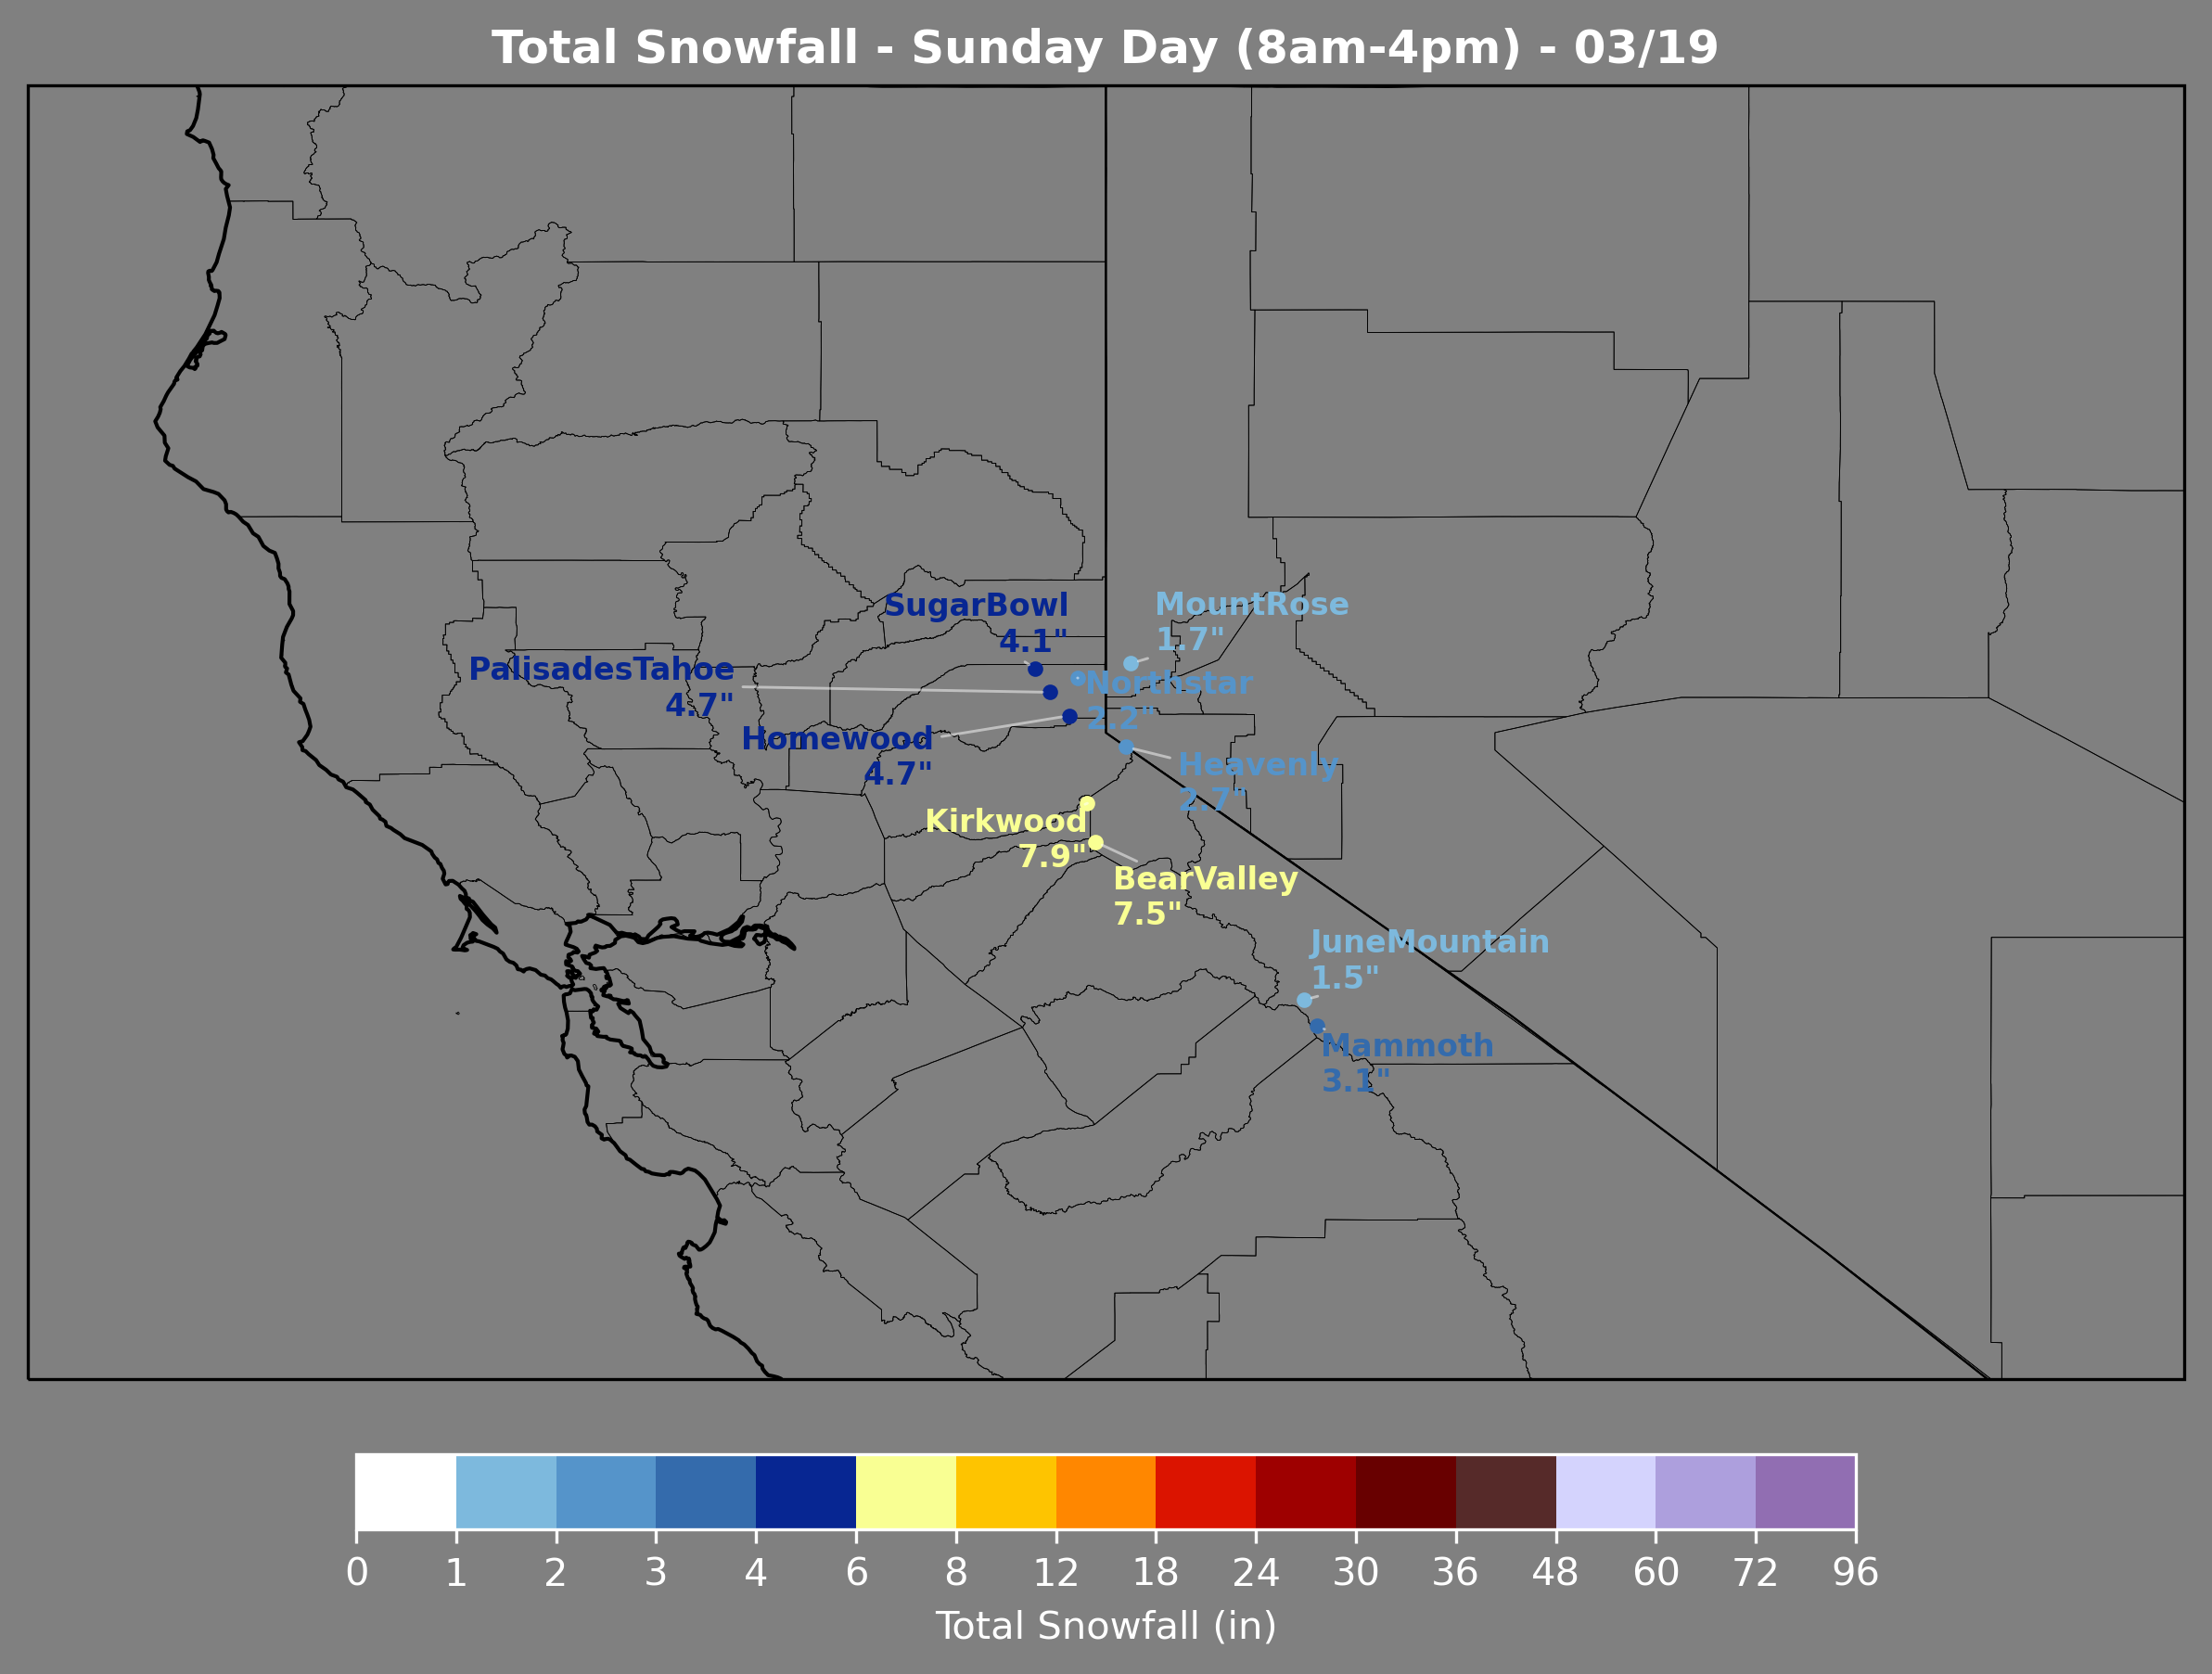 Total Snowfall - Sunday Day (8am-4pm) - 03/19
SugarBowl
4.1"
MountRose
1.7"
PalisadesTahoe
4.7"
Northstar
2.2"
Homewood
4.7"
Heavenly
2.7"
Kirkwood
7.9"
BearValley
7.5"
JuneMountain
1.5"
Mammoth
3.1"
0 1 2 3 4 6 8 12 18 24 30 36 48 60 72 96
Total Snowfall (in)